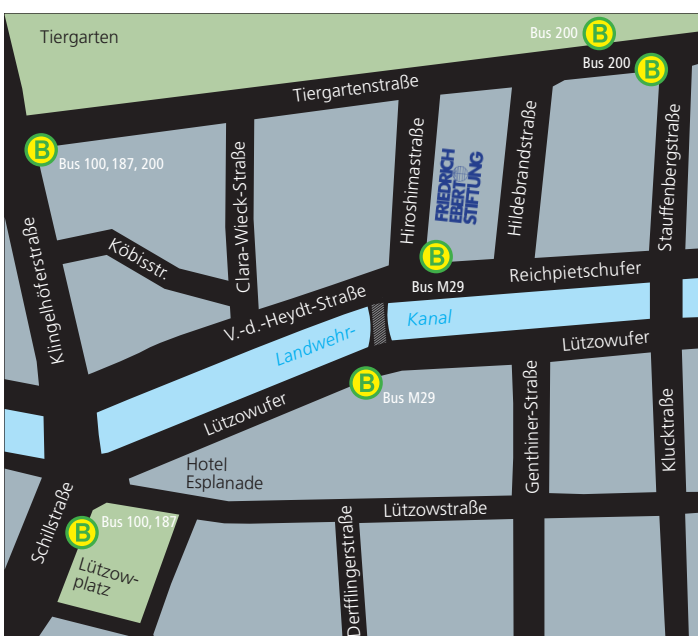 Tiergarten
Bus 200
Bus 200
Tiergartenstraße
Bus 100, 187, 200
Klingelhöferstraße
Köbisstr.
Clara-Wieck-Straße
Hiroshimastraße
FRIEDRICH
EBERT
STIFTUNG
Hildebrandstraße
Stauffenbergstraße
Bus M29
Reichpietschufer
V.-d.-Heydt-Straße
Landwehr-
Kanal
Lützowufer
Lützowufer
Bus M29
Genthiner-Straße
Klucktraße
Hotel
Esplanade
Lützowstraße
Derfflingerstraße
Schillstraße
Bus 100, 187
Lützow-
platz
B
B
B
B
B
B